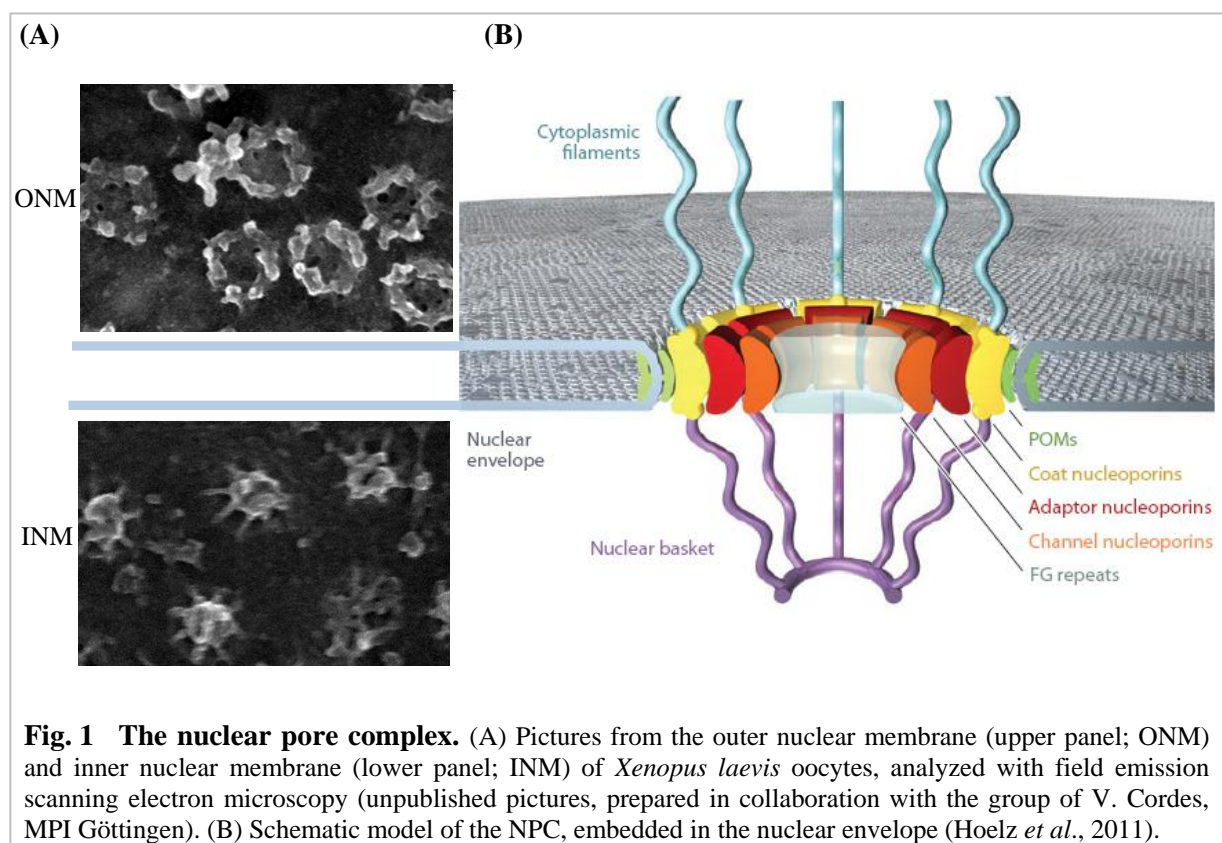 (A)
(B)
ONM
INM
Cytoplasmic
filaments
Nuclear
envelope
Nuclear basket
POMs
Coat nucleoporins
Adaptor nucleoporins
Channel nucleoporins
FG repeats
Fig. 1 The nuclear pore complex. (A) Pictures from the outer nuclear membrane (upper panel; ONM)
and inner nuclear membrane (lower panel; INM) of Xenopus laevis oocytes, analyzed with field emission
scanning electron microscopy (unpublished pictures, prepared in collaboration with the group of V. Cordes,
MPI Göttingen). (B) Schematic model of the NPC, embedded in the nuclear envelope (Hoelz et al., 2011).